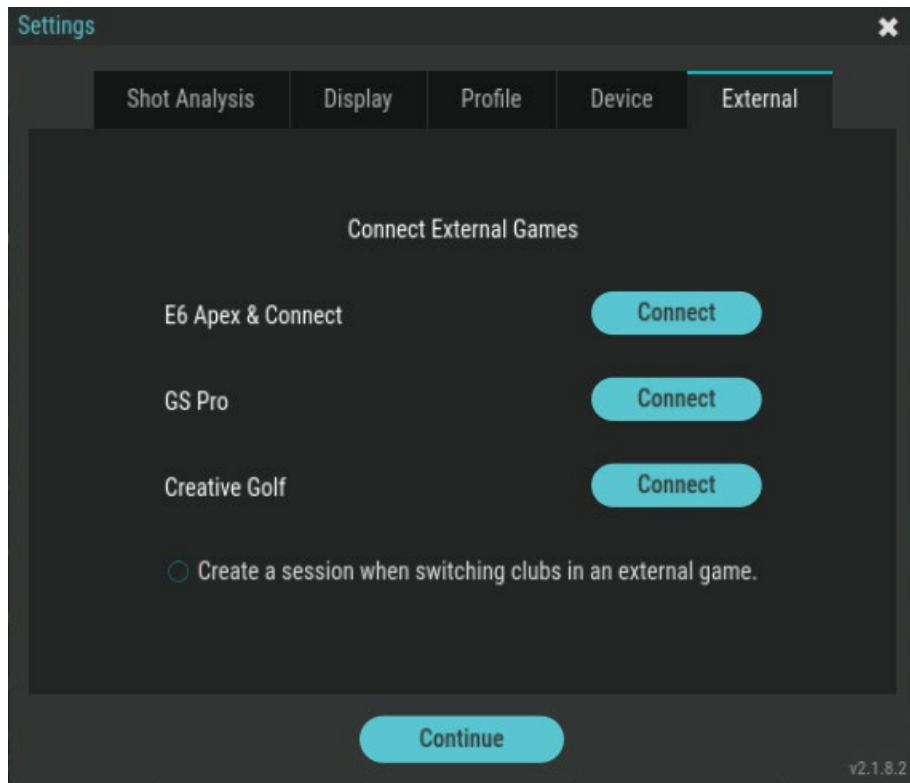 Settings
Shot Analysis
Display
Profile
Device
External
Connect External Games
E6 Apex & Connect
Connect
GS Pro
Connect
Creative Golf
Connect
Create a session when switching clubs in an external game.
Continue
v2.1.8.2